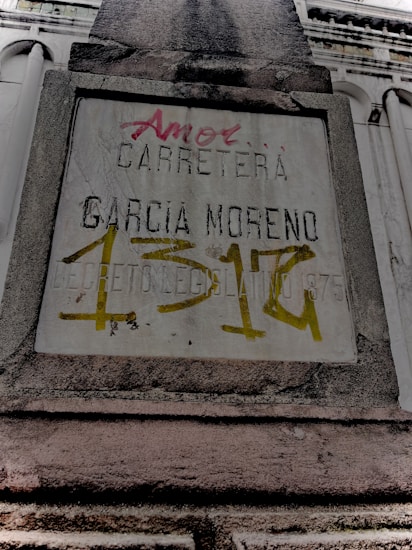 Amor...
CARRETERA
GARCIA MORENO
DECRETO LEGISLATIVO 1875
1312